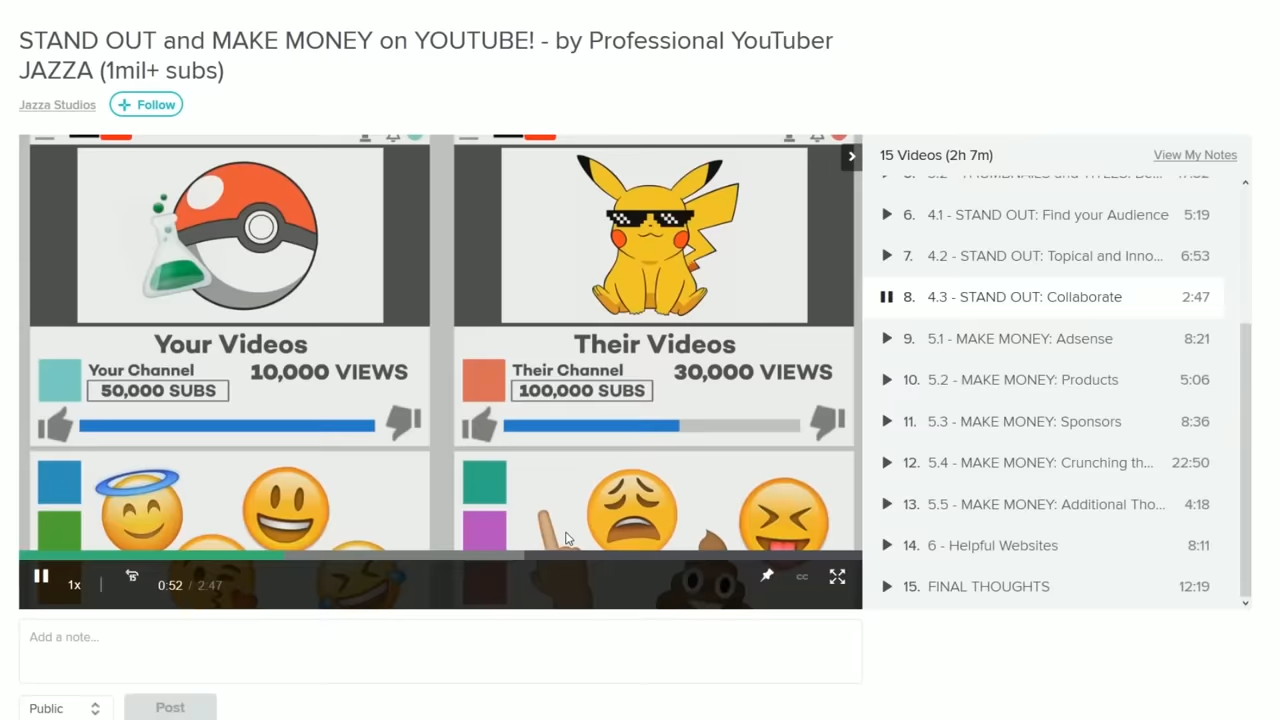 STAND OUT and MAKE MONEY on YOUTUBE! - by Professional YouTuber
JAZZA (1mil+ subs)
Jazza Studios
Follow
Your Videos
Your Channel
10,000 VIEWS
50,000 SUBS
Their Videos
Their Channel
30,000 VIEWS
100,000 SUBS
1x
15
0:52 / 2:47
CC
15 Videos (2h 7m)
View My Notes
6. 4.1 - STAND OUT: Find your Audience 5:19
7. 4.2 - STAND OUT: Topical and Inno... 6:53
8. 4.3 - STAND OUT: Collaborate 2:47
9. 5.1 - MAKE MONEY: Adsense 8:21
10. 5.2 - MAKE MONEY: Products 5:06
11. 5.3 - MAKE MONEY: Sponsors 8:36
12. 5.4 - MAKE MONEY: Crunching th... 22:50
13. 5.5 - MAKE MONEY: Additional Tho... 4:18
14. 6 - Helpful Websites 8:11
15. FINAL THOUGHTS 12:19
Add a note...
Public
Post